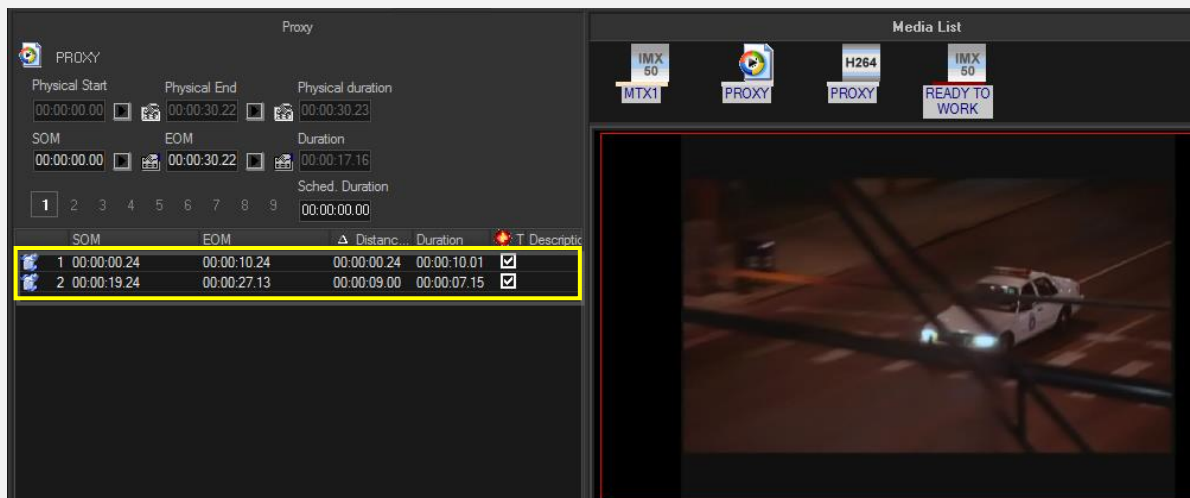 Proxy
PROXY
Physical Start Physical End Physical duration
00:00:00.00 00:00:30.22 00:00:30.23
SOM EOM Duration
00:00:00.00 00:00:30.22 00:00:17.16
Sched. Duration
1 2 3 4 5 6 7 8 9 00:00:00.00
SOM EOM Δ Distanc... Duration T Descriptic
1 00:00:00.24 00:00:10.24 00:00:00.24 00:00:10.01
2 00:00:19.24 00:00:27.13 00:00:09.00 00:00:07.15
Media List
IMX
50
MTX1
PROXY
H264
PROXY
IMX
50
READY TO
WORK